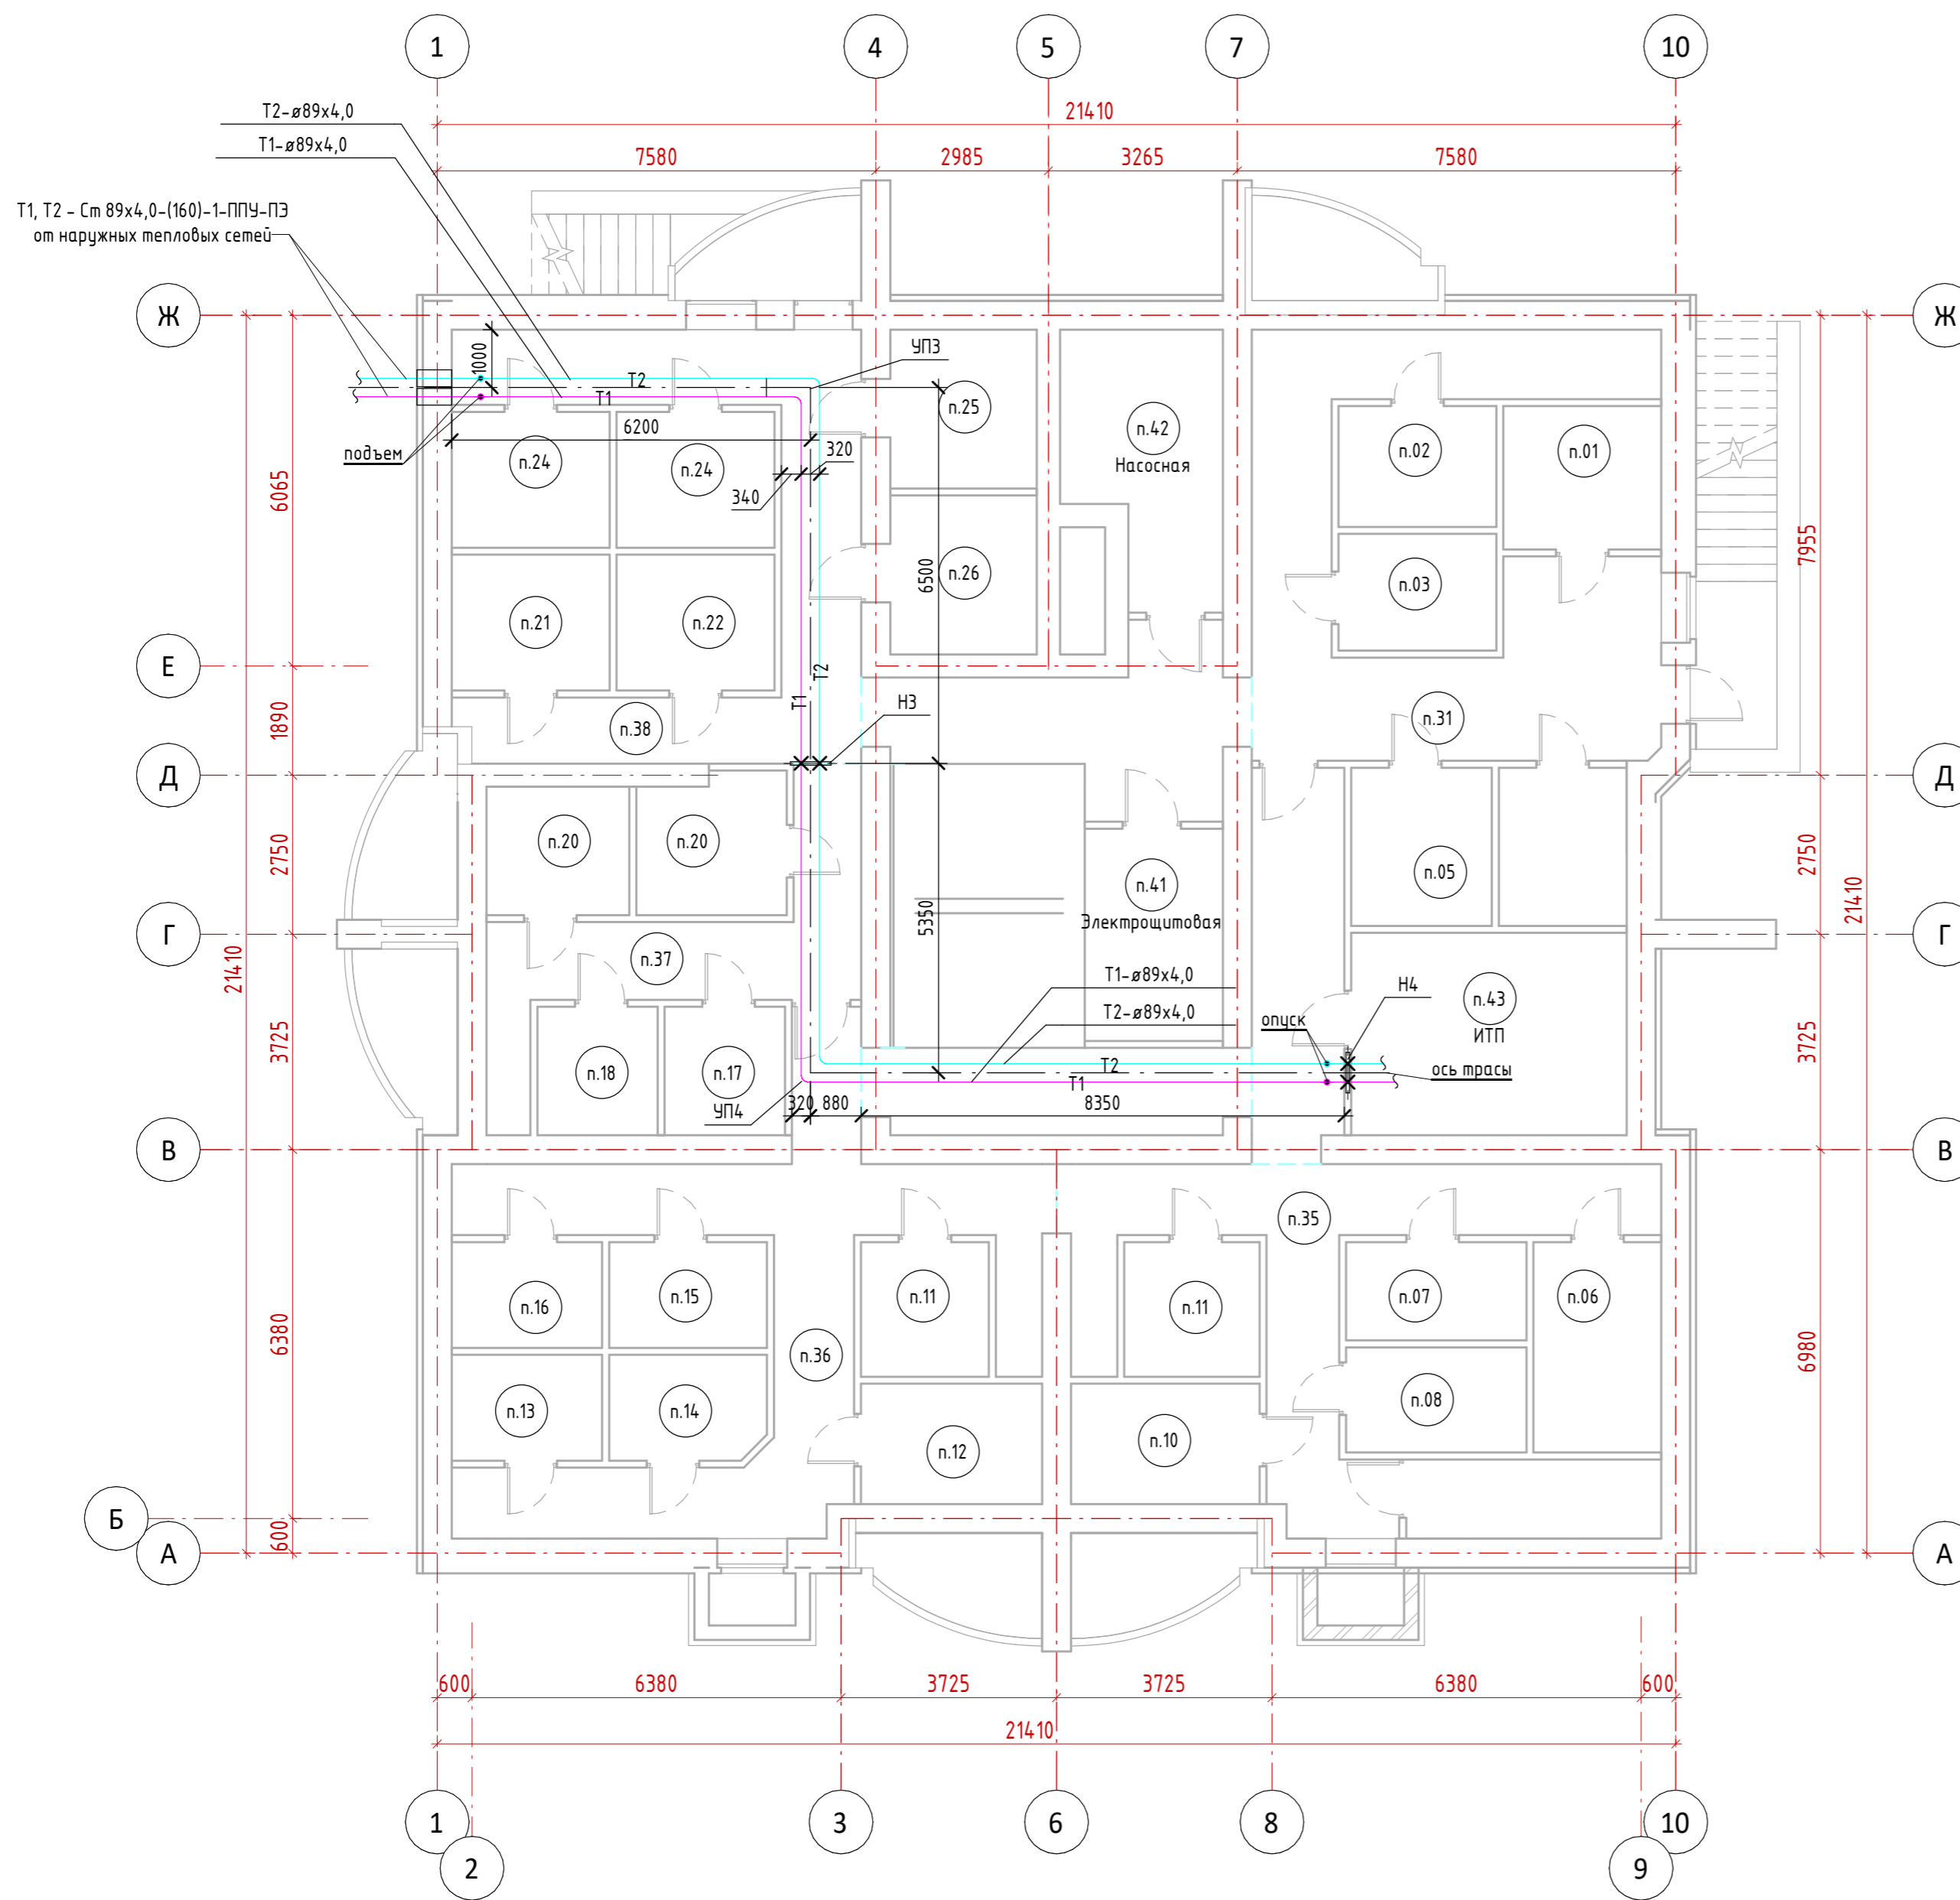 1
4
5
7
10
Т2-ø89х4,0
Т1-ø89х4,0
21410
7580
2985
3265
7580
Т1, Т2 - Ст 89х4,0-(160)-1-ППУ-ПЭ
от наружных тепловых сетей
Ж
Ж
1000
УП3
Т2
Т1
п.25
п.42
Насосная
п.02
п.01
6200
320
340
подъем
п.24
п.24
6065
7955
6500
п.26
п.03
п.21
п.22
Е
Т2
Т1
п.38
Н3
п.31
1890
Д
Д
2750
п.20
п.20
5350
п.41
Электрощитовая
п.05
2750
21410
Г
Г
21410
п.37
Т1-ø89х4,0
Т2-ø89х4,0
Н4
п.43
ИТП
опуск
3725
3725
п.18
п.17
Т2
Т1
ось трасы
УП4
320
880
8350
В
В
п.35
п.16
п.15
п.11
п.11
п.07
п.06
6380
6980
п.36
п.13
п.14
п.12
п.10
п.08
Б
600
А
А
600
6380
3725
3725
6380
600
21410
1
3
6
8
10
2
9